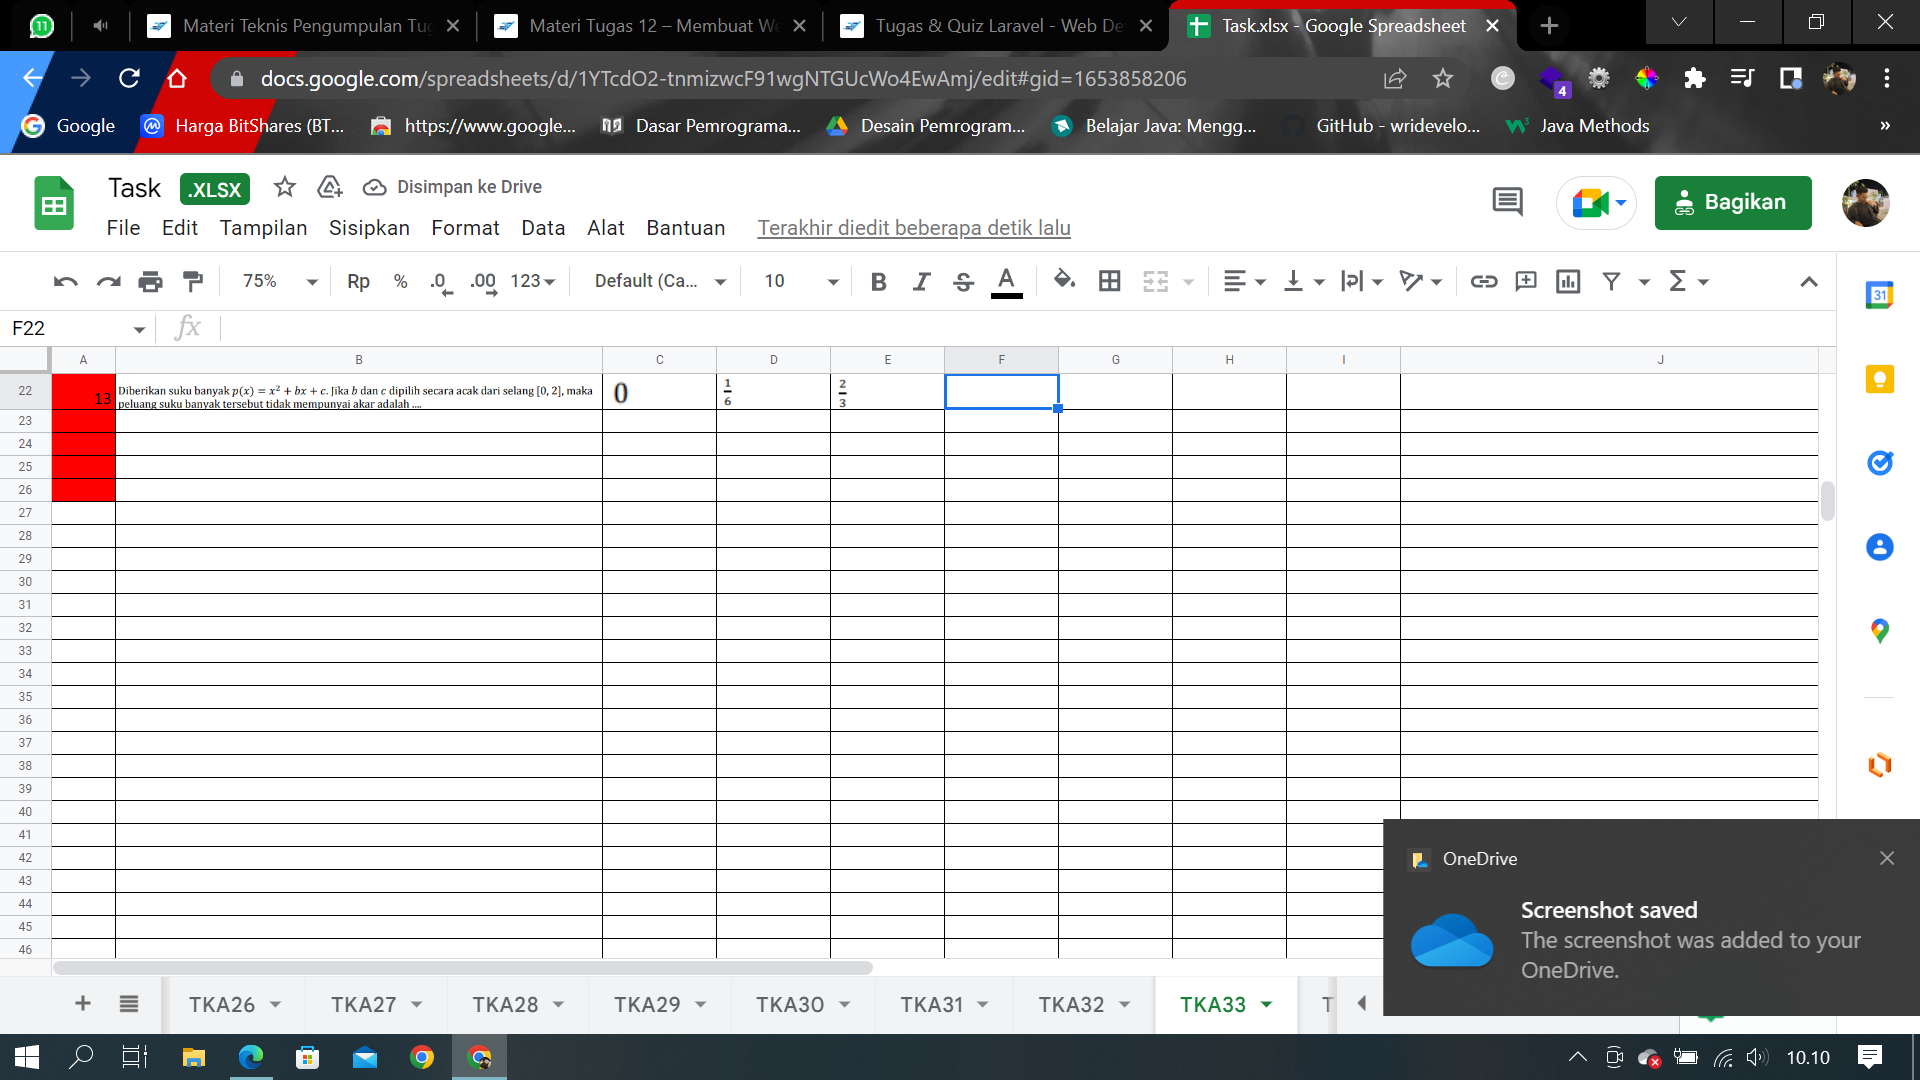 11
Materi Teknis Pengumpulan Tug
Materi Tugas 12 – Membuat We
Tugas & Quiz Laravel - Web De
Task.xlsx - Google Spreadsheet
docs.google.com/spreadsheets/d/1YTcdO2-tnmizwcF91wgNTGUcWo4EwAmj/edit#gid=1653858206
4
Google
Harga BitShares (BT...
https://www.google...
Dasar Pemrograma...
Desain Pemrogram...
Belajar Java: Mengg...
GitHub - wridevelo...
Java Methods
»
Task
.XLSX
Disimpan ke Drive
File Edit Tampilan Sisipkan Format Data Alat Bantuan
Terakhir diedit beberapa detik lalu
Bagikan
75% Rp % .0 .00 123 Default (Ca... 10 B I S A Σ
31
F22
fx
A B C D E F G H I J
22 13 Diberikan suku banyak p(x) = x² + bx + c. Jika b dan c dipilih secara acak dari selang [0, 2], maka
peluang suku banyak tersebut tidak mempunyai akar adalah ....
0
1/6
2/3
23
24
25
26
27
28
29
30
31
32
33
34
35
36
37
38
39
40
41
42
43
44
45
46
OneDrive
Screenshot saved
The screenshot was added to your
OneDrive.
TKA26 TKA27 TKA28 TKA29 TKA30 TKA31 TKA32 TKA33 T
10.10